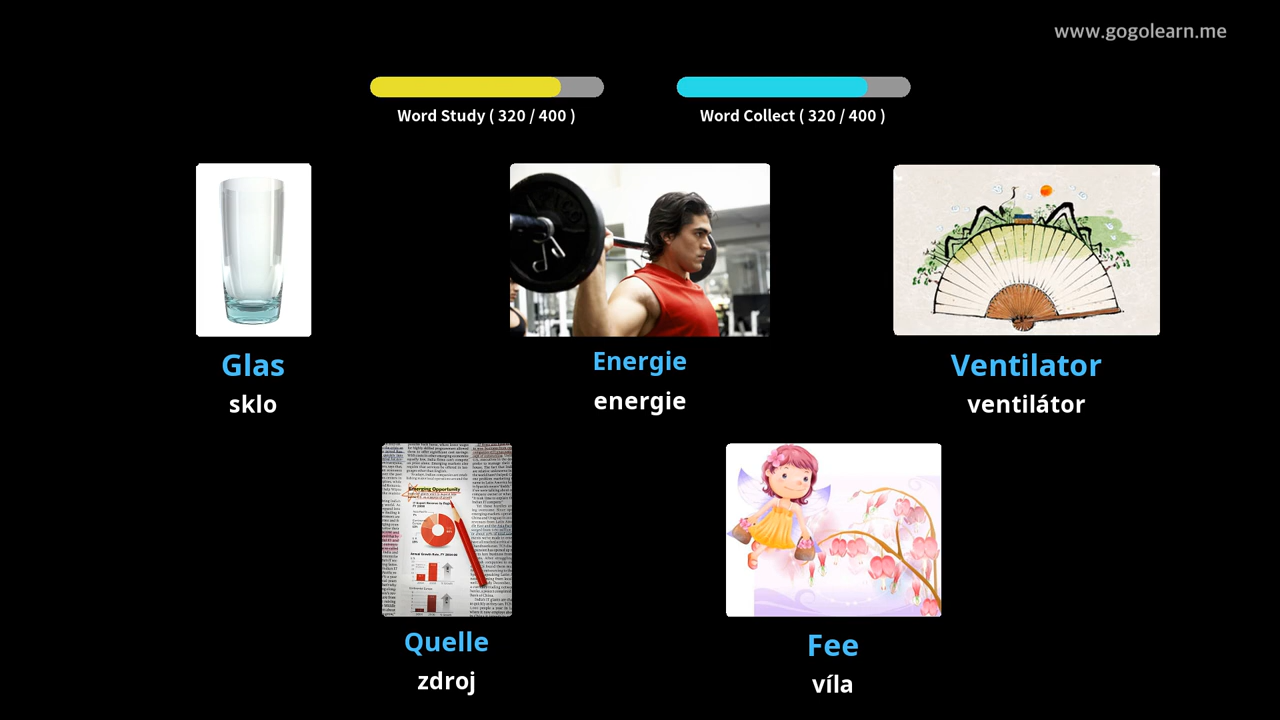 www.gogolearn.me
Word Study ( 320 / 400 )
Word Collect ( 320 / 400 )
Glas
sklo
Energie
energie
Ventilator
ventilátor
Emerging Opportunity
Quelle
zdroj
Fee
víla